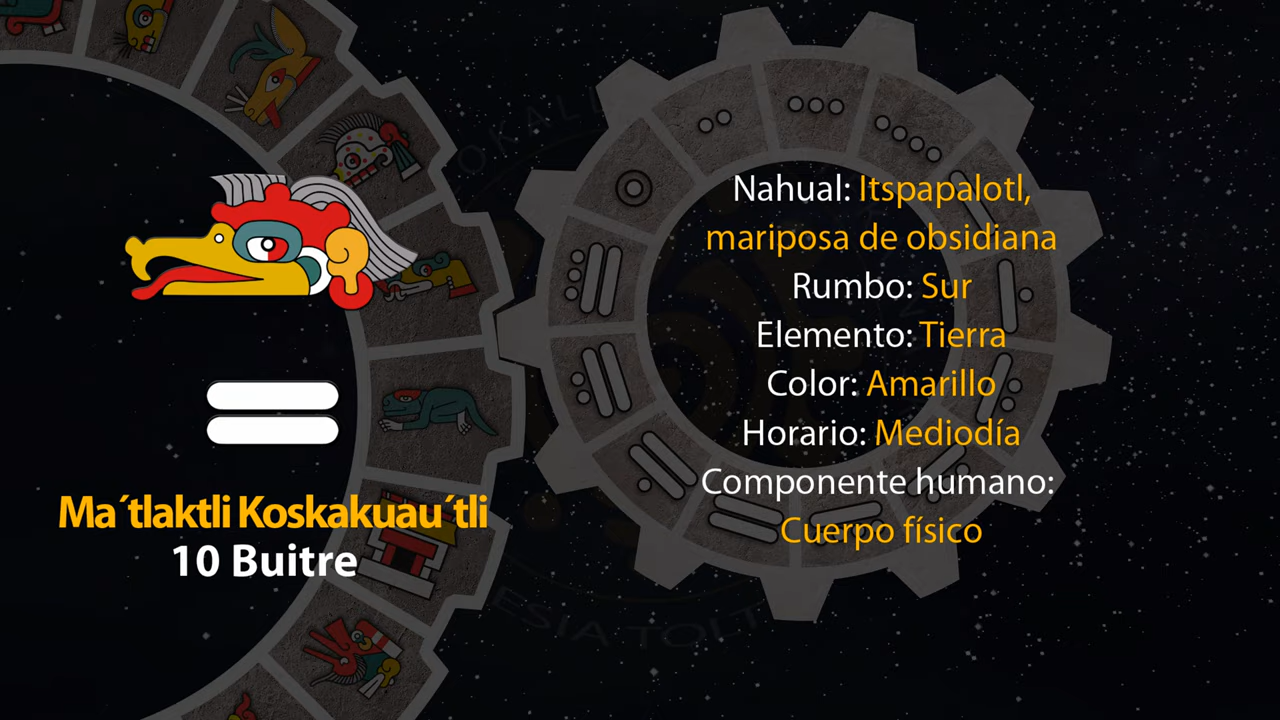 Ma´tlaktli Koskakuau´tli
10 Buitre
Nahual: Itspapalotl,
mariposa de obsidiana
Rumbo: Sur
Elemento: Tierra
Color: Amarillo
Horario: Mediodía
Componente humano:
Cuerpo físico